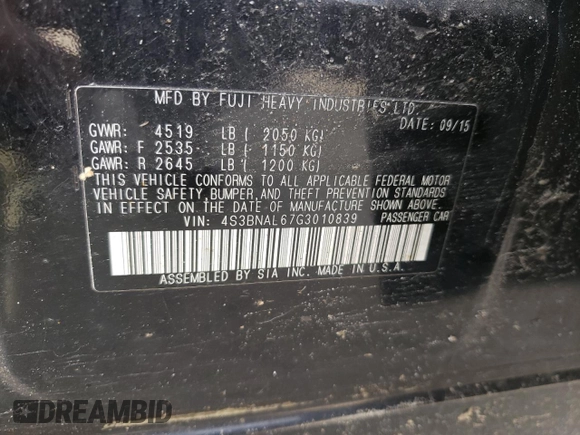 MFD BY FUJI HEAVY INDUSTRIES LTD.
DATE: 09/15
GVWR: 4519 LB ( 2050 KG)
GAWR: F 2535 LB ( 1150 KG)
GAWR: R 2645 LB ( 1200 KG)
THIS VEHICLE CONFORMS TO ALL APPLICABLE FEDERAL MOTOR
VEHICLE SAFETY, BUMPER, AND THEFT PREVENTION STANDARDS
IN EFFECT ON THE DATE OF MANUFACTURE SHOWN ABOVE.
VIN: 4S3BNAL67G3010839 PASSENGER CAR
ASSEMBLED BY SIA INC. MADE IN U.S.A.
DREAMBID